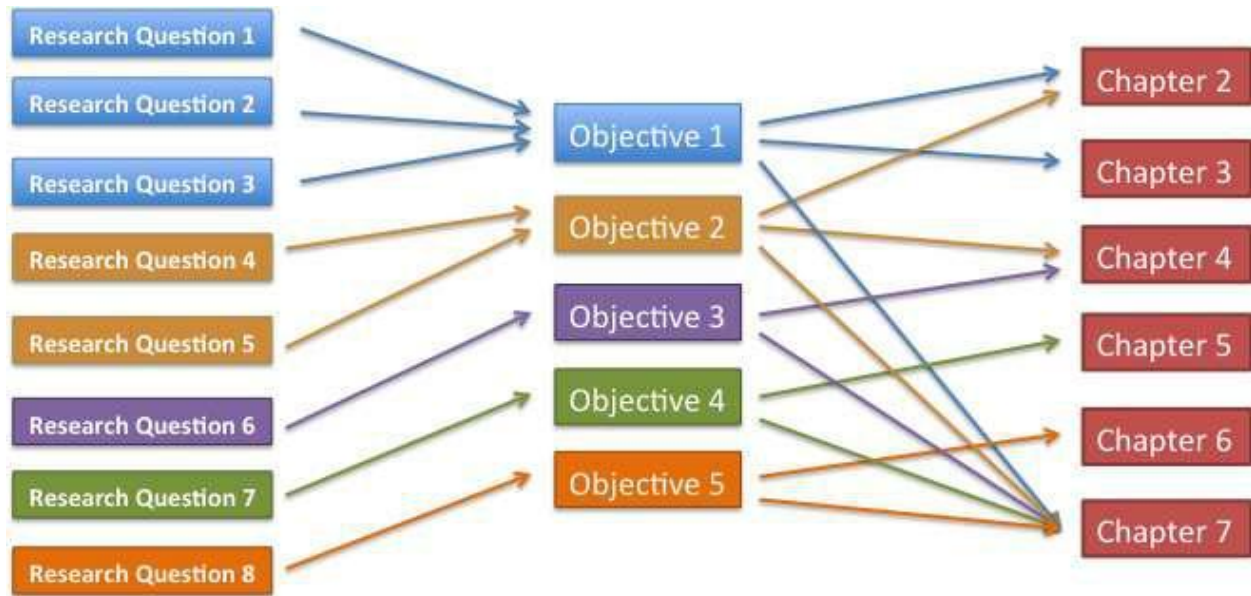 Research Question 1
Research Question 2
Research Question 3
Research Question 4
Research Question 5
Research Question 6
Research Question 7
Research Question 8
Objective 1
Objective 2
Objective 3
Objective 4
Objective 5
Chapter 2
Chapter 3
Chapter 4
Chapter 5
Chapter 6
Chapter 7